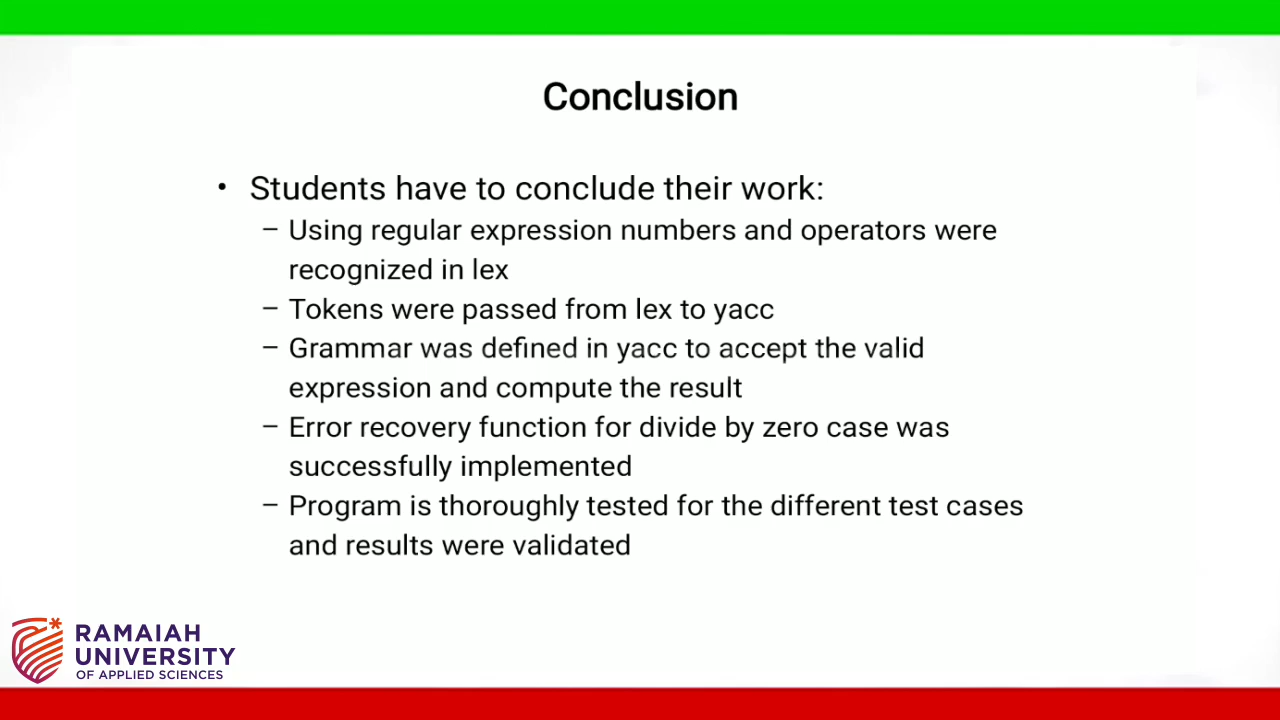 Conclusion
• Students have to conclude their work:
– Using regular expression numbers and operators were
recognized in lex
– Tokens were passed from lex to yacc
– Grammar was defined in yacc to accept the valid
expression and compute the result
– Error recovery function for divide by zero case was
successfully implemented
– Program is thoroughly tested for the different test cases
and results were validated
RAMAIAH
UNIVERSITY
OF APPLIED SCIENCES